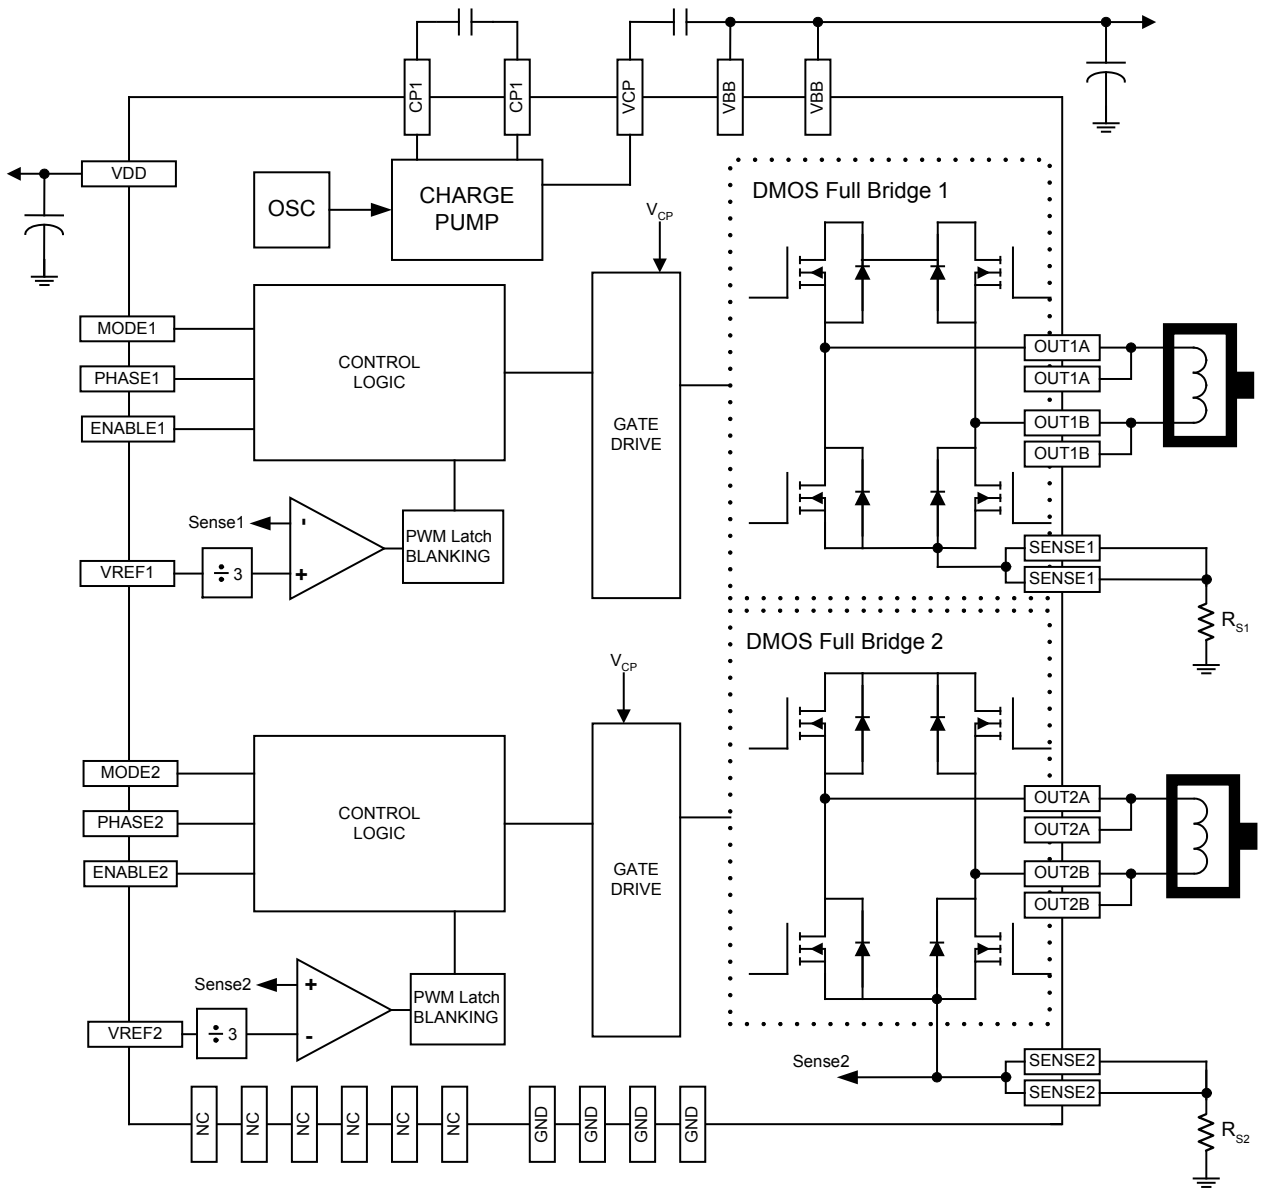 CP1
CP1
VCP
VBB
VBB
VDD
OSC
CHARGE
PUMP
DMOS Full Bridge 1
VCP
MODE1
PHASE1
ENABLE1
CONTROL
LOGIC
GATE
DRIVE
OUT1A
OUT1A
OUT1B
OUT1B
Sense1
-
+
PWM Latch
BLANKING
VREF1
÷ 3
SENSE1
SENSE1
RS1
DMOS Full Bridge 2
VCP
MODE2
PHASE2
ENABLE2
CONTROL
LOGIC
GATE
DRIVE
OUT2A
OUT2A
OUT2B
OUT2B
Sense2
+
-
PWM Latch
BLANKING
VREF2
÷ 3
Sense2
SENSE2
SENSE2
RS2
NC
NC
NC
NC
NC
NC
GND
GND
GND
GND